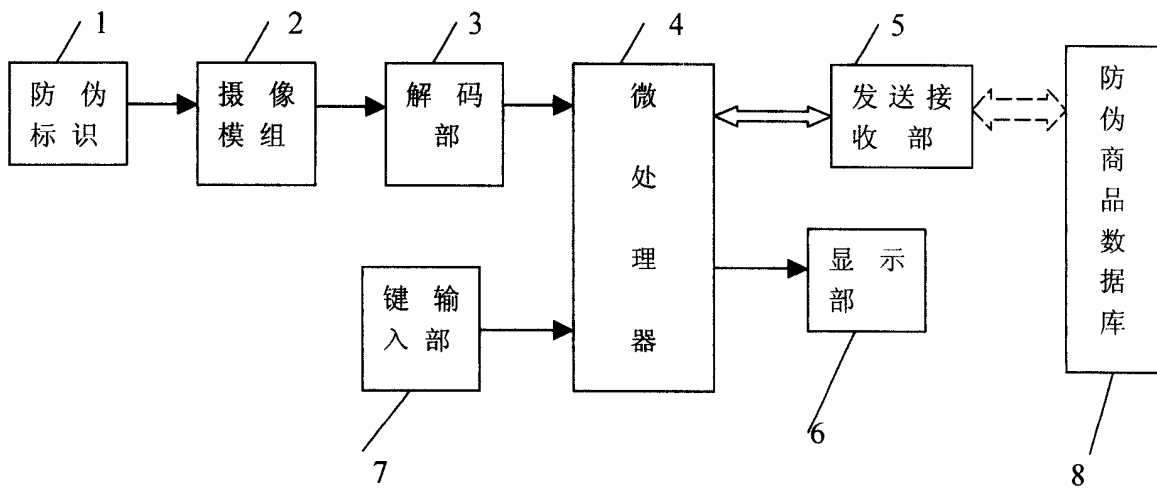 1
2
3
4
5
防 伪
标 识
摄 像
模 组
解 码
部
微
处
理
器
发 送 接
收 部
防
伪
商
品
数
据
库
显 示
部
键 输
入 部
6
7
8